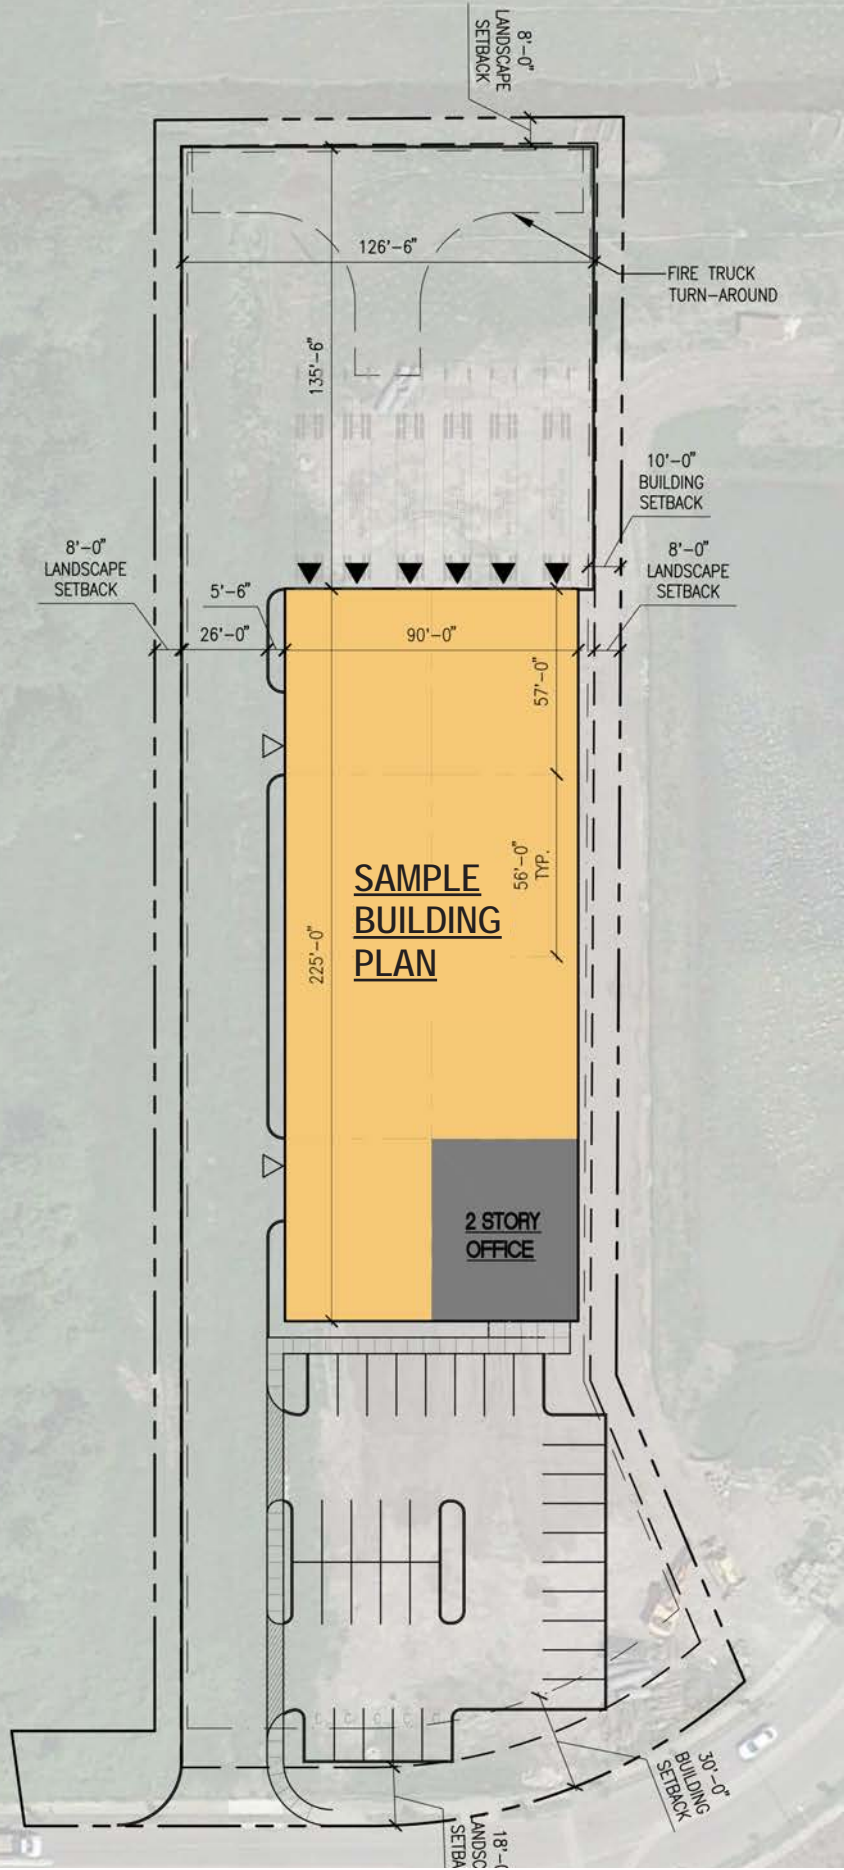 8'-0"
LANDSCAPE
SETBACK
126'-6"
FIRE TRUCK
TURN-AROUND
135'-6"
10'-0"
BUILDING
SETBACK
8'-0"
LANDSCAPE
SETBACK
8'-0"
LANDSCAPE
SETBACK
5'-6"
26'-0"
90'-0"
57'-0"
56'-0"
TYP.
SAMPLE
BUILDING
PLAN
225'-0"
2 STORY
OFFICE
C C C C C
30'-0"
BUILDING
SETBACK